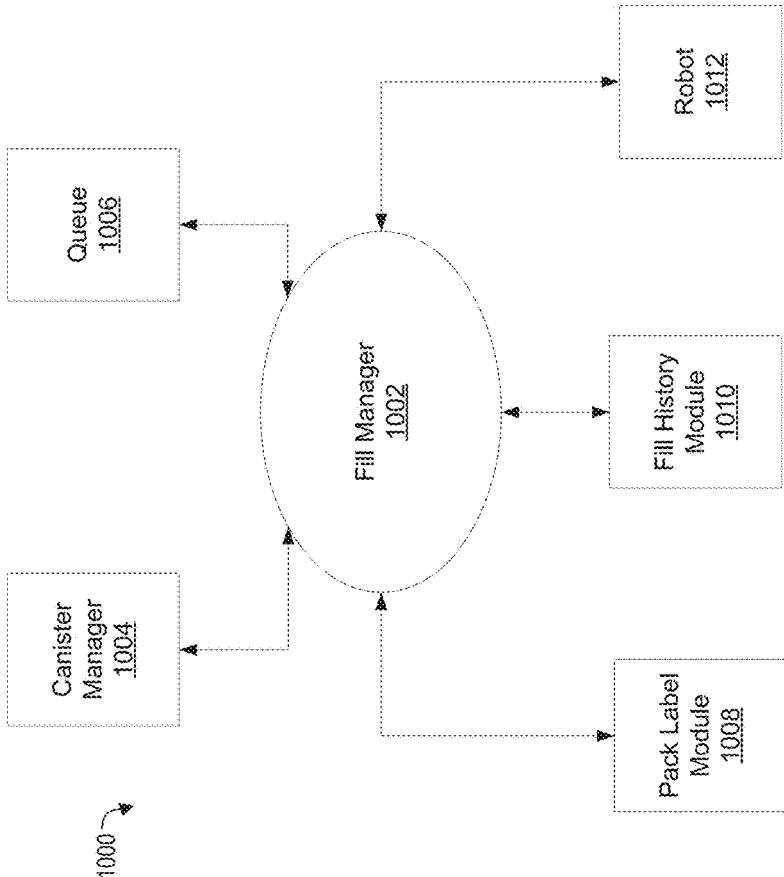 1000
Canister
Manager
1004
Queue
1006
Fill Manager
1002
Pack Label
Module
1008
Fill History
Module
1010
Robot
1012